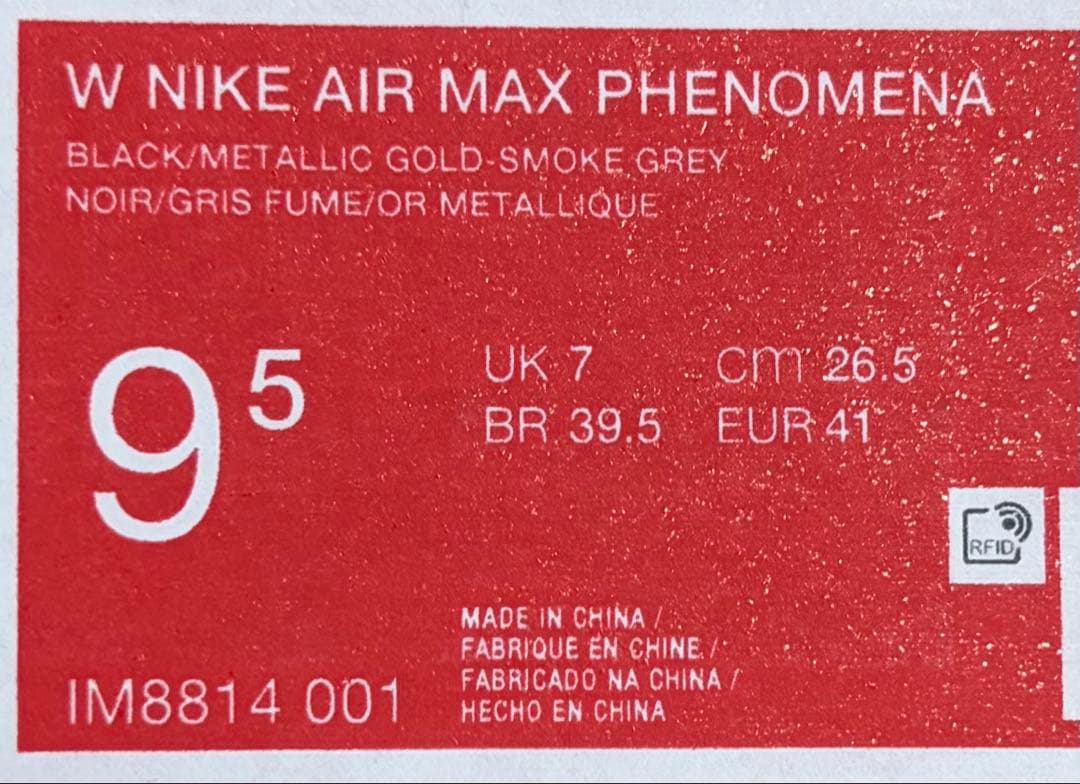 W NIKE AIR MAX PHENOMENA
BLACK/METALLIC GOLD-SMOKE GREY
NOIR/GRIS FUME/OR METALLIQUE
9⁵
UK 7 cm 26.5
BR 39.5 EUR 41
RFID
MADE IN CHINA /
FABRIQUE EN CHINE /
FABRICADO NA CHINA /
HECHO EN CHINA
IM8814 001